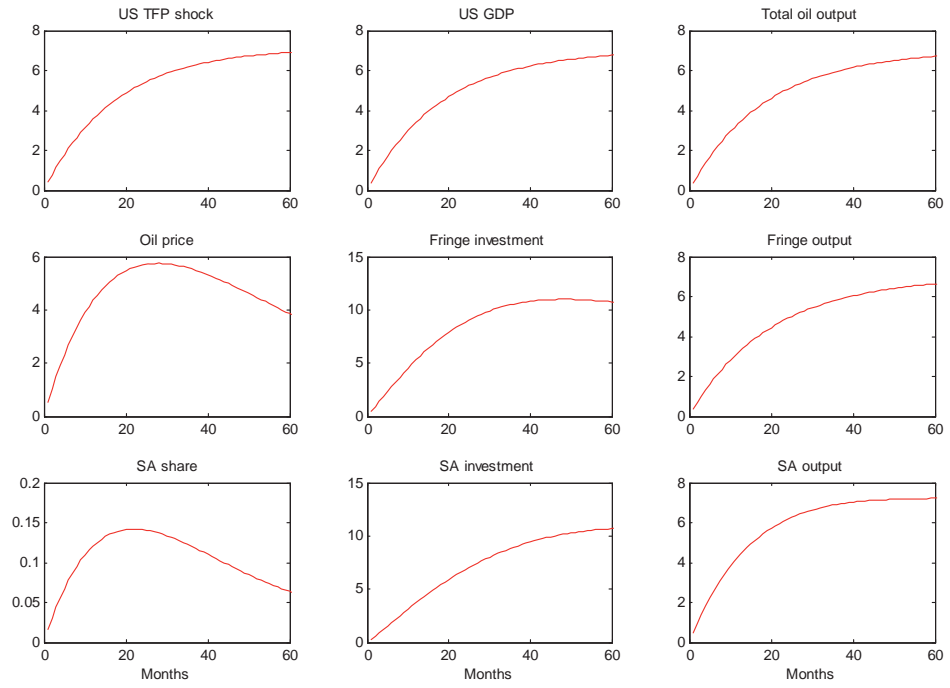 US TFP shock
US GDP
Total oil output
8
6
4
2
0
0 20 40 60
8
6
4
2
0
0 20 40 60
8
6
4
2
0
0 20 40 60
Oil price
Fringe investment
Fringe output
6
4
2
0
0 20 40 60
15
10
5
0
0 20 40 60
8
6
4
2
0
0 20 40 60
SA share
SA investment
SA output
0.2
0.15
0.1
0.05
0
0 20 40 60
Months
15
10
5
0
0 20 40 60
Months
8
6
4
2
0
0 20 40 60
Months